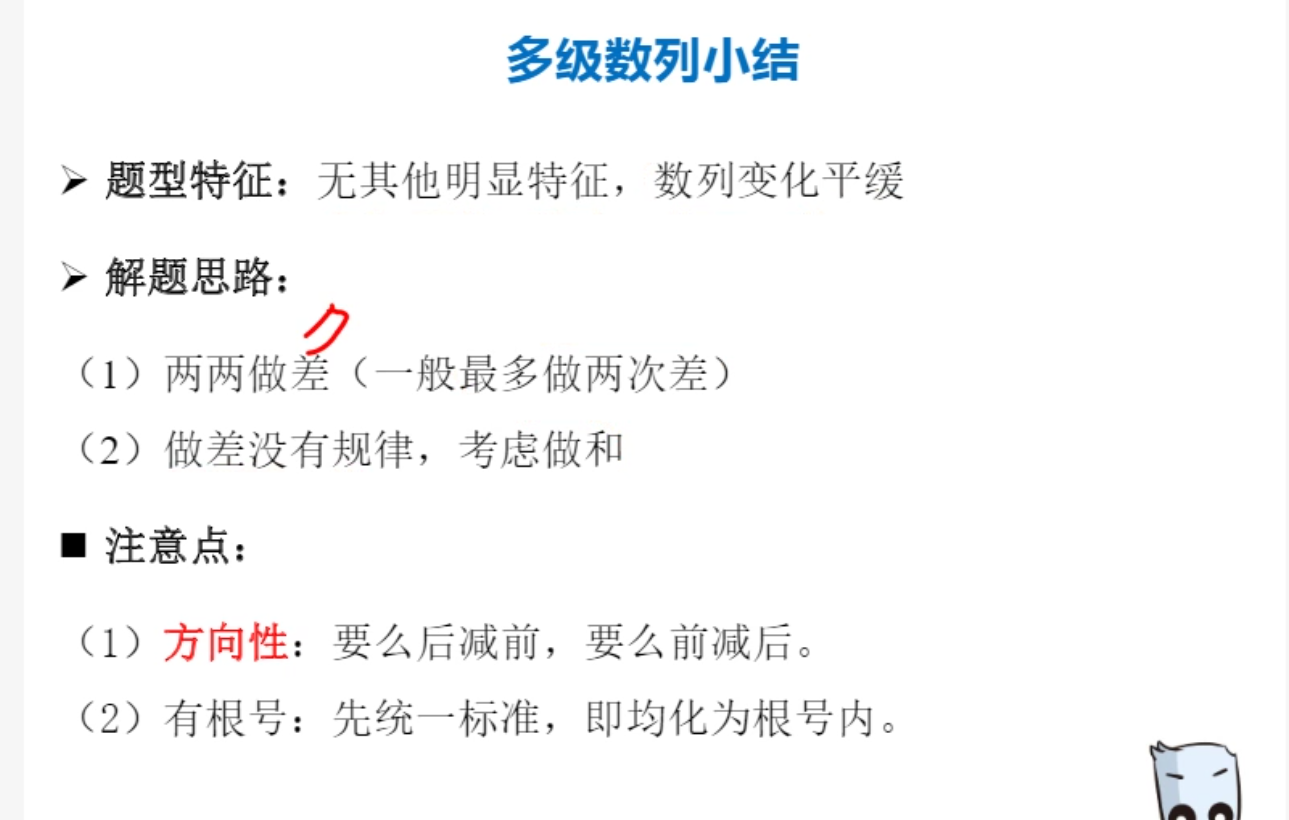 多级数列小结
➢ 题型特征：无其他明显特征，数列变化平缓
➢ 解题思路：
（1）两两做差（一般最多做两次差）
（2）做差没有规律，考虑做和
■ 注意点：
（1）方向性：要么后减前，要么前减后。
（2）有根号：先统一标准，即均化为根号内。